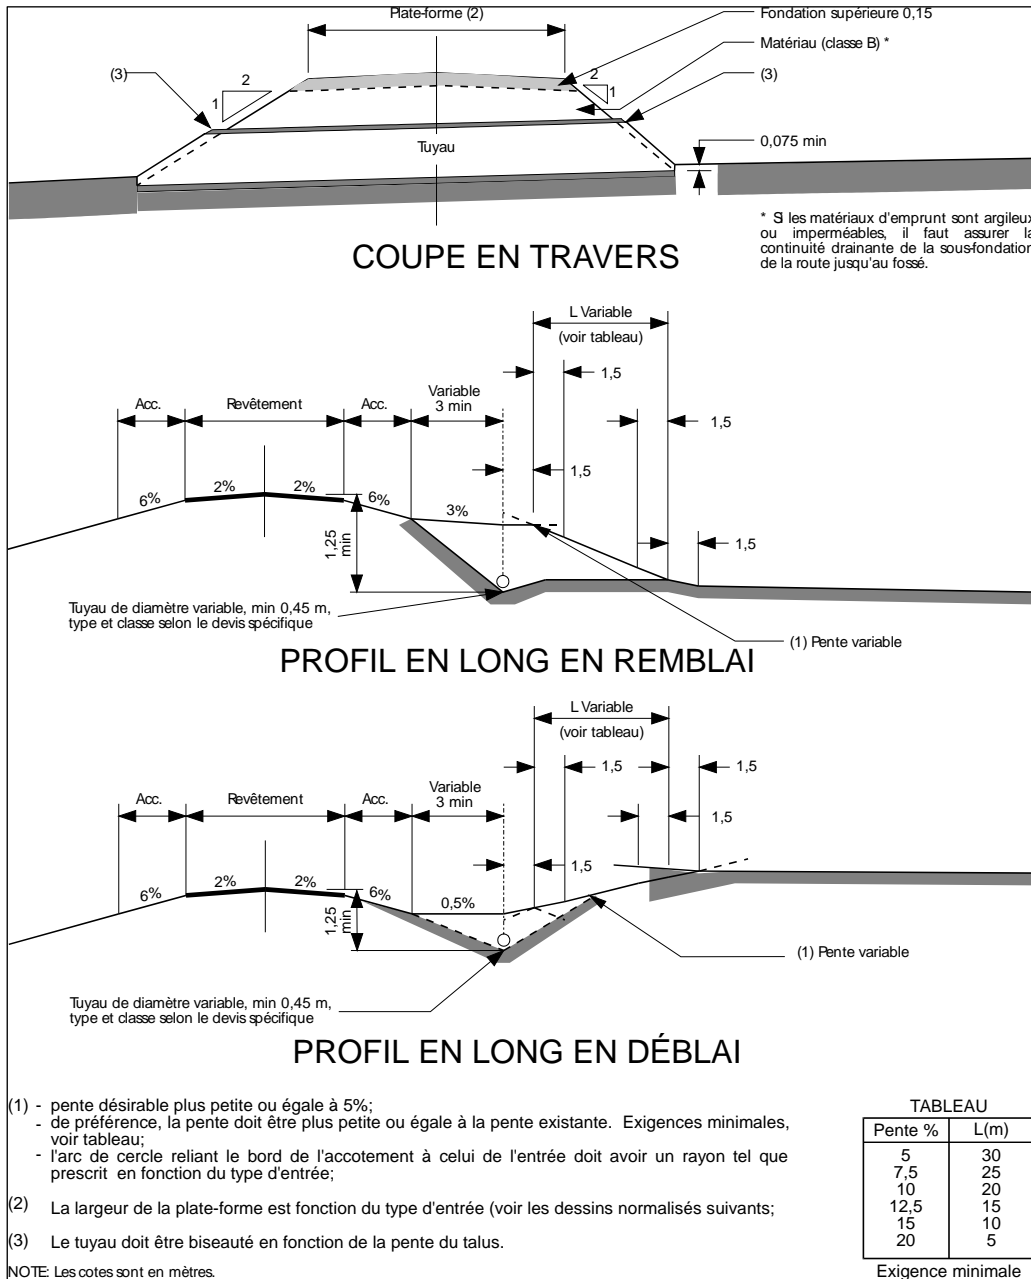 Plate-forme (2)
Fondation supérieure 0,15
Matériau (classe B) *
(3)
2
1
2
1
(3)
Tuyau
0,075 min
* Si les matériaux d'emprunt sont argileux
ou imperméables, il faut assurer la
continuité drainante de la sous-fondation
de la route jusqu'au fossé.
COUPE EN TRAVERS
L Variable
(voir tableau)
1,5
Acc.
Revêtement
Acc.
Variable
3 min
1,5
1,5
6%
2%
2%
6%
3%
1,25
min
1,5
Tuyau de diamètre variable, min 0,45 m,
type et classe selon le devis spécifique
(1) Pente variable
PROFIL EN LONG EN REMBLAI
L Variable
(voir tableau)
1,5
1,5
Acc.
Revêtement
Acc.
Variable
3 min
1,5
1,5
6%
2%
2%
6%
0,5%
1,25
min
(1) Pente variable
Tuyau de diamètre variable, min 0,45 m,
type et classe selon le devis spécifique
PROFIL EN LONG EN DÉBLAI
(1) - pente désirable plus petite ou égale à 5%;
- de préférence, la pente doit être plus petite ou égale à la pente existante. Exigences minimales,
voir tableau;
- l'arc de cercle reliant le bord de l'accotement à celui de l'entrée doit avoir un rayon tel que
prescrit en fonction du type d'entrée;
(2) La largeur de la plate-forme est fonction du type d'entrée (voir les dessins normalisés suivants;
(3) Le tuyau doit être biseauté en fonction de la pente du talus.
NOTE: Les cotes sont en mètres.
TABLEAU
Pente % L(m)
5 30
7,5 25
10 20
12,5 15
15 10
20 5
Exigence minimale